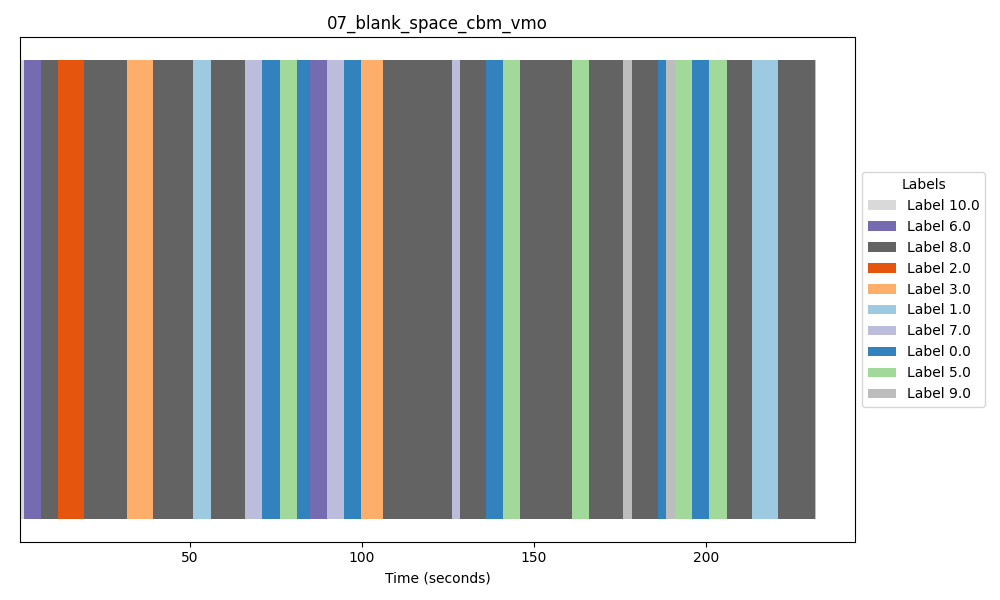 07_blank_space_cbm_vmo
Labels
Label 10.0
Label 6.0
Label 8.0
Label 2.0
Label 3.0
Label 1.0
Label 7.0
Label 0.0
Label 5.0
Label 9.0
50 100 150 200
Time (seconds)